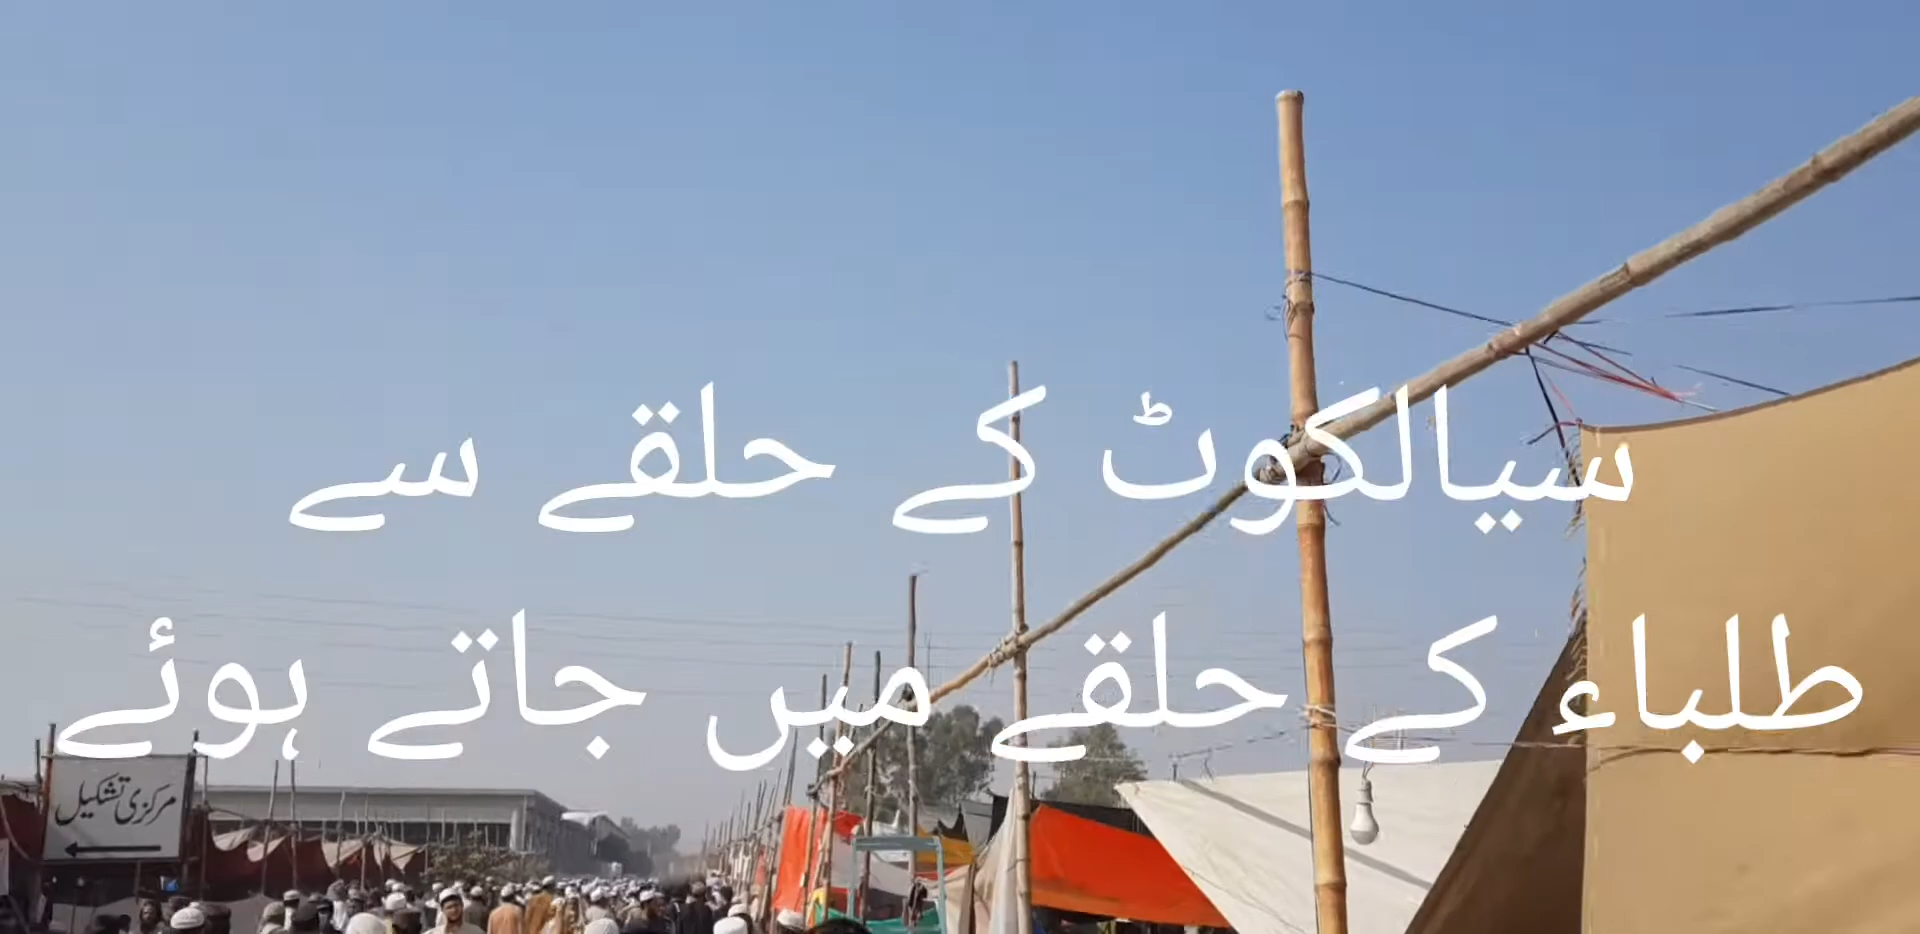 سیالکوٹ کے حلقے سے
طلباء کے حلقے میں جاتے ہوئے
مرکزی تشکیل